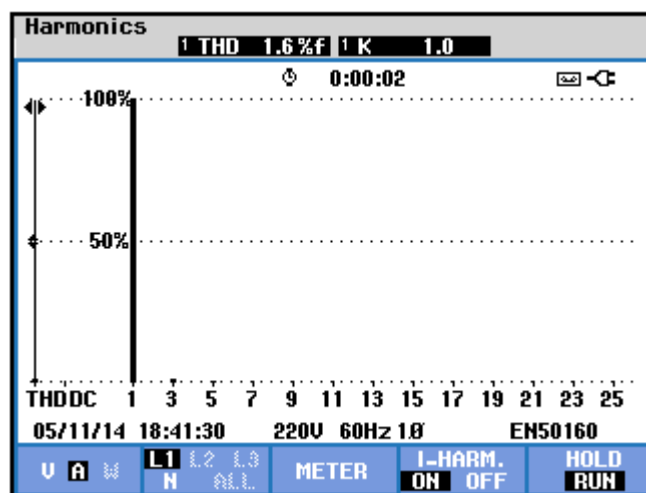 Harmonics
1 THD 1.6 %f 1 K 1.0
0:00:02
100%
50%
THD DC 1 3 5 7 9 11 13 15 17 19 21 23 25
05/11/14 18:41:30 220V 60Hz 1Ø EN50160
V A W L1 L2 L3 N ALL METER I-HARM. ON OFF HOLD RUN